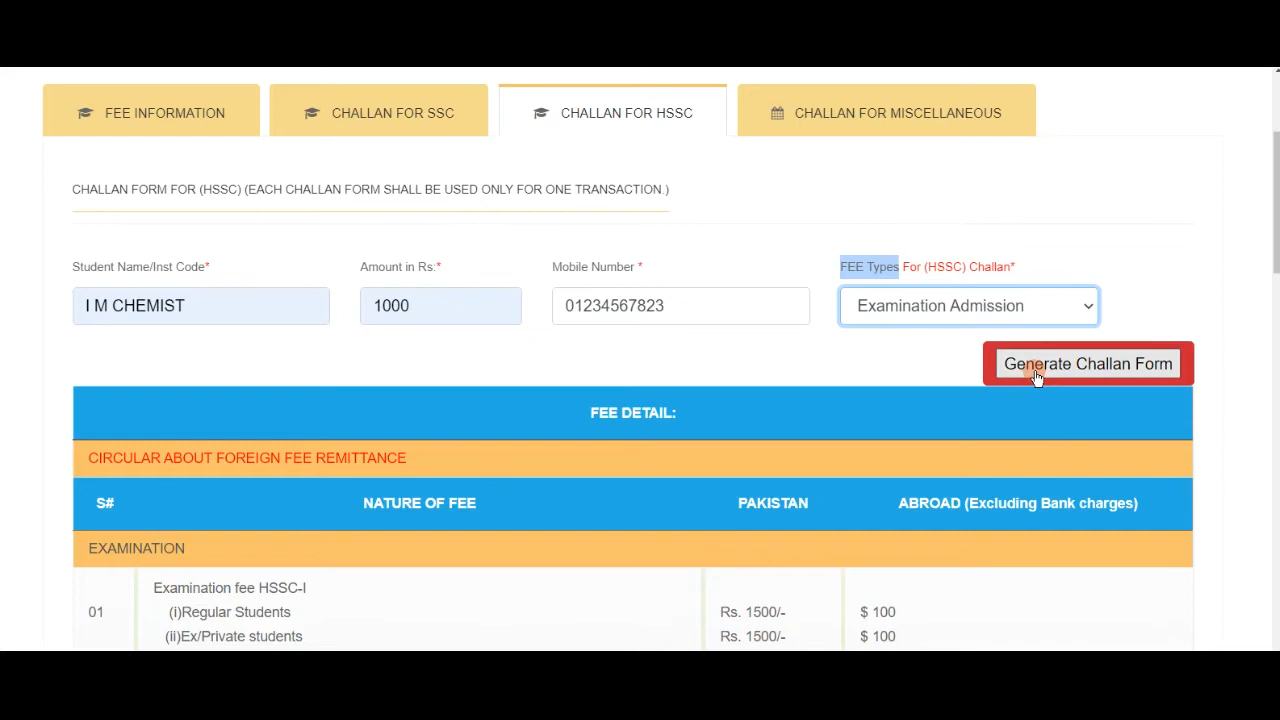 FEE INFORMATION
CHALLAN FOR SSC
CHALLAN FOR HSSC
CHALLAN FOR MISCELLANEOUS
CHALLAN FORM FOR (HSSC) (EACH CHALLAN FORM SHALL BE USED ONLY FOR ONE TRANSACTION.)
Student Name/Inst Code*
Amount in Rs:*
Mobile Number *
FEE Types For (HSSC) Challan*
I M CHEMIST
1000
01234567823
Examination Admission
Generate Challan Form
FEE DETAIL:
CIRCULAR ABOUT FOREIGN FEE REMITTANCE
S# NATURE OF FEE PAKISTAN ABROAD (Excluding Bank charges)
EXAMINATION
Examination fee HSSC-I
01 (i)Regular Students Rs. 1500/- $ 100
(ii)Ex/Private students Rs. 1500/- $ 100